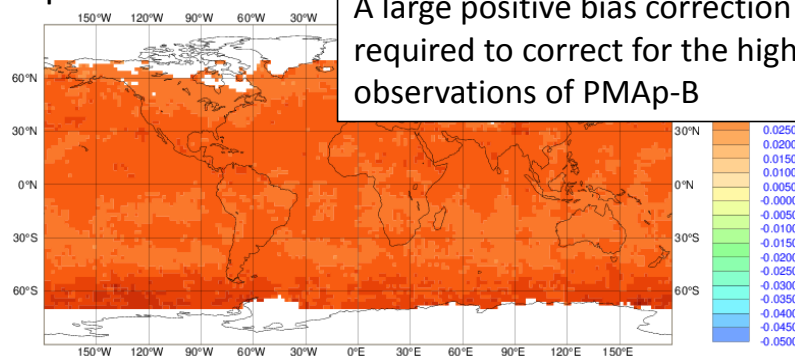 A large positive bias correction
required to correct for the high
observations of PMAp-B
150°W 120°W 90°W 60°W 30°W
60°N
30°N 30°N
0°N 0°N
30°S 30°S
60°S 60°S
150°W 120°W 90°W 60°W 30°W 0°E 30°E 60°E 90°E 120°E 150°E
0.0250
0.0200
0.0150
0.0100
0.0050
-0.0000
-0.0050
-0.0100
-0.0150
-0.0200
-0.0250
-0.0300
-0.0350
-0.0400
-0.0450
-0.0500